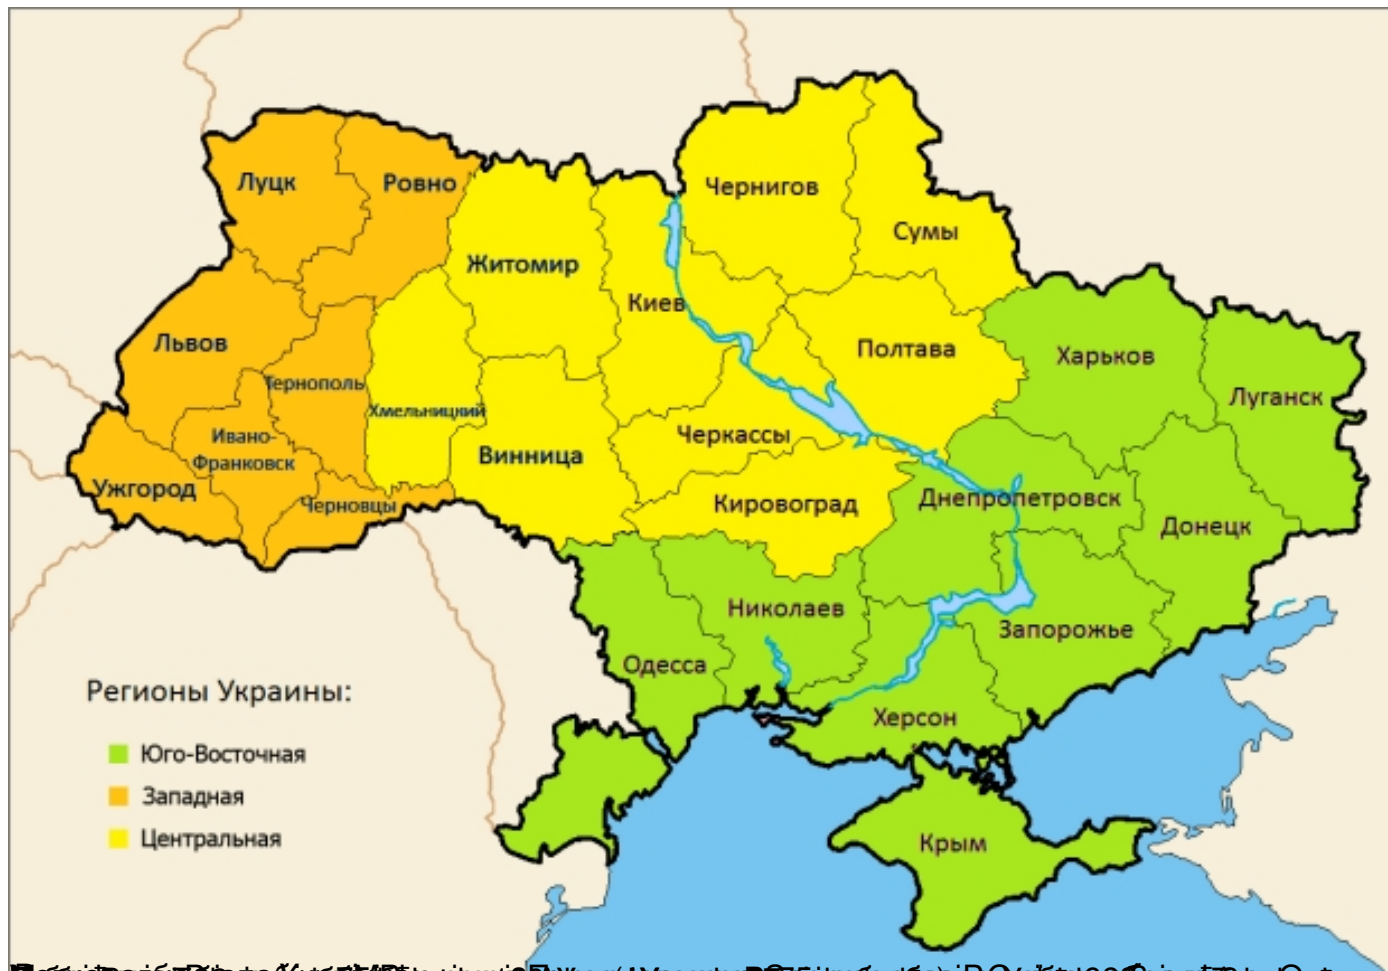 Чернигов
Луцк
Ровно
Сумы
Житомир
Киев
Львов
Полтава
Харьков
Тернополь
Луганск
Хмельницкий
Ивано-
Франковск
Черкассы
Винница
Ужгород
Черновцы
Кировоград
Днепропетровск
Донецк
Николаев
Запорожье
Одесса
Херсон
Крым
Регионы Украины:
Юго-Восточная
Западная
Центральная